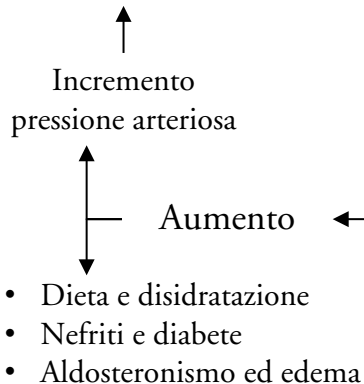 Incremento
pressione arteriosa
Aumento
• Dieta e disidratazione
• Nefriti e diabete
• Aldosteronismo ed edema